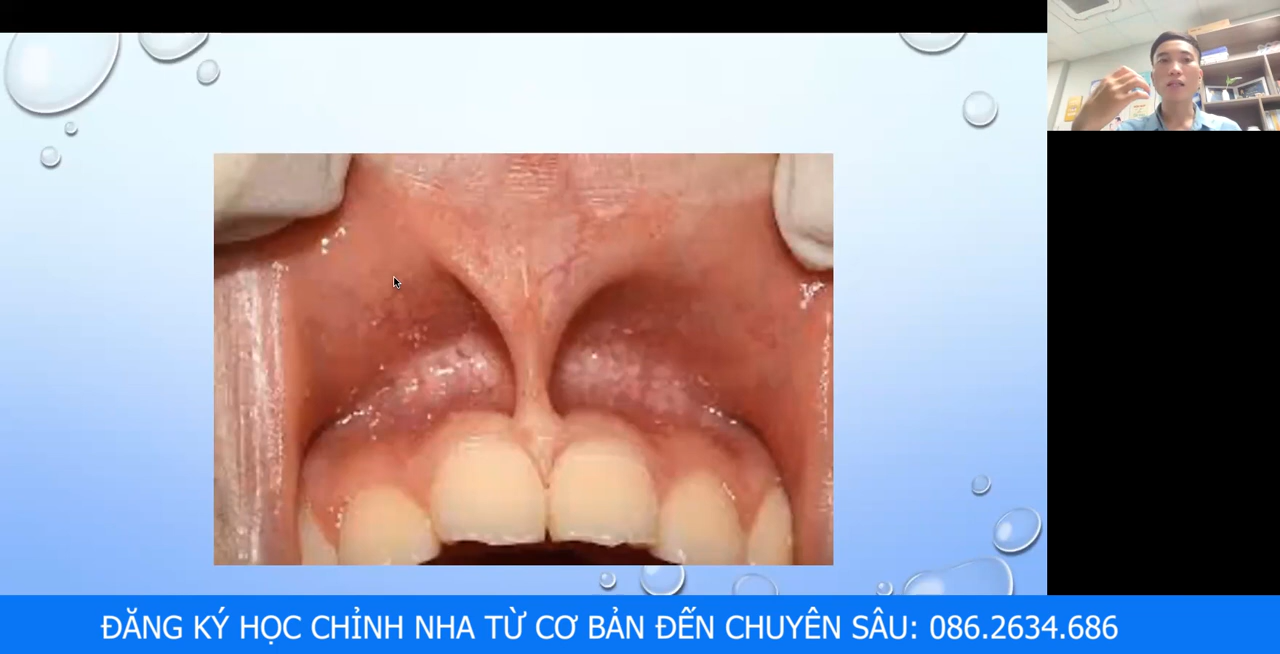 ĐĂNG KÝ HỌC CHỈNH NHA TỪ CƠ BẢN ĐẾN CHUYÊN SÂU: 086.2634.686